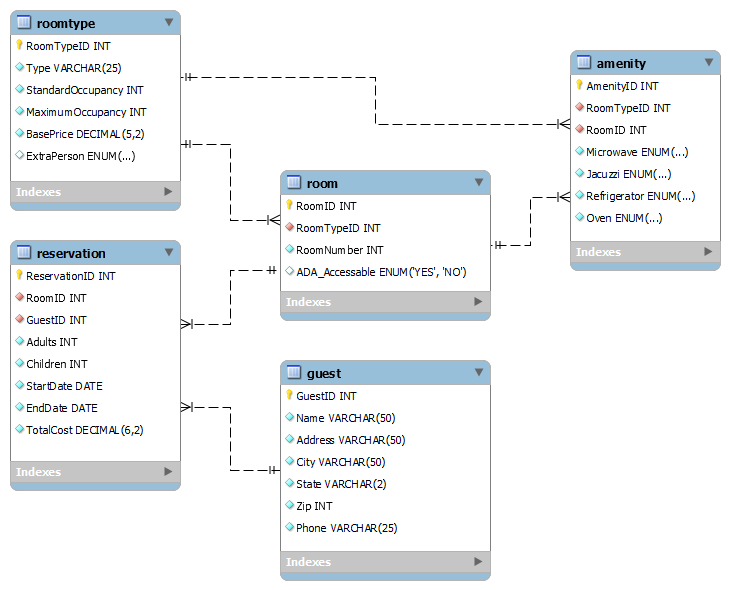 roomtype
RoomTypeID INT
Type VARCHAR(25)
StandardOccupancy INT
MaximumOccupancy INT
BasePrice DECIMAL(5,2)
ExtraPerson ENUM(...)
Indexes
amenity
AmenityID INT
RoomTypeID INT
RoomID INT
Microwave ENUM(...)
Jacuzzi ENUM(...)
Refrigerator ENUM(...)
Oven ENUM(...)
Indexes
room
RoomID INT
RoomTypeID INT
RoomNumber INT
ADA_Accessable ENUM('YES', 'NO')
Indexes
reservation
ReservationID INT
RoomID INT
GuestID INT
Adults INT
Children INT
StartDate DATE
EndDate DATE
TotalCost DECIMAL(6,2)
Indexes
guest
GuestID INT
Name VARCHAR(50)
Address VARCHAR(50)
City VARCHAR(50)
State VARCHAR(2)
Zip INT
Phone VARCHAR(25)
Indexes